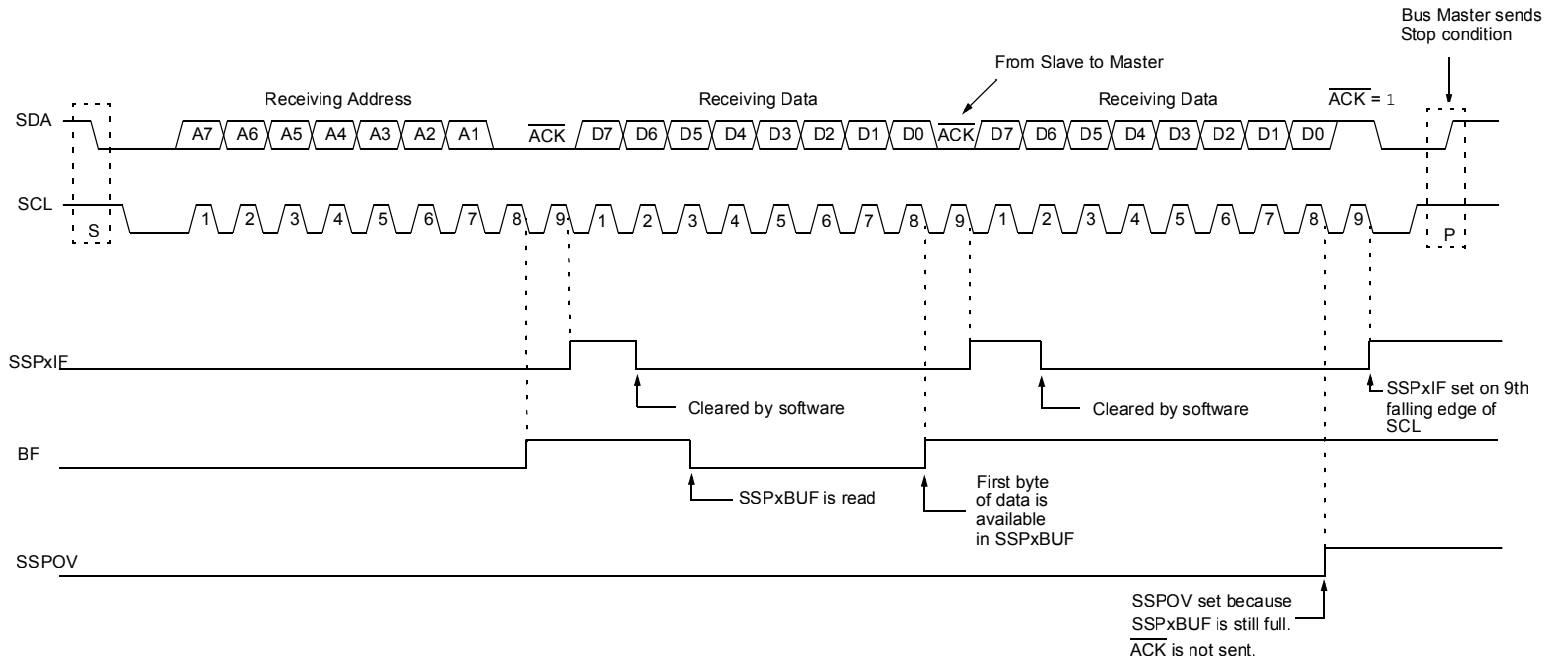 Bus Master sends
Stop condition
From Slave to Master
Receiving Address
Receiving Data
Receiving Data
ACK = 1
SDA
A7 A6 A5 A4 A3 A2 A1 ACK D7 D6 D5 D4 D3 D2 D1 D0 ACK D7 D6 D5 D4 D3 D2 D1 D0
SCL
S 1 2 3 4 5 6 7 8 9 1 2 3 4 5 6 7 8 9 1 2 3 4 5 6 7 8 9 P
SSPxIF
Cleared by software
Cleared by software
SSPxIF set on 9th
falling edge of
SCL
BF
SSPxBUF is read
First byte
of data is
available
in SSPxBUF
SSPOV
SSPOV set because
SSPxBUF is still full.
ACK is not sent.